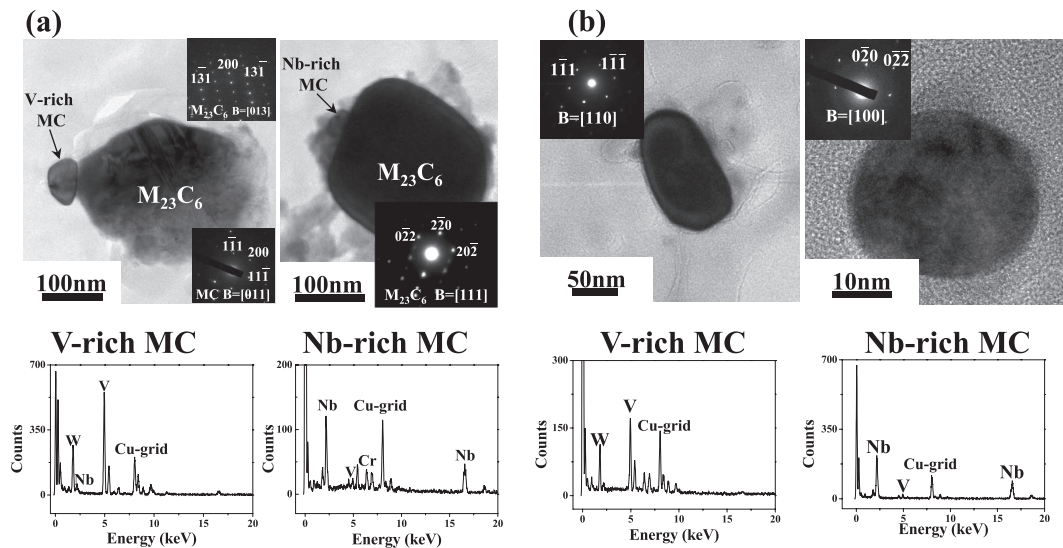 (a)
(b)
V-rich
MC
13̄1
200
131̄
M₂₃C₆ B=[013]
M₂₃C₆
1̄1̄1
200
111̄
MC B=[011]
100nm
Nb-rich
MC
M₂₃C₆
02̄2
22̄0
202̄
M₂₃C₆ B=[111]
100nm
11̄1
11̄1̄
B=[110]
50nm
02̄0
02̄2̄
B=[100]
10nm
V-rich MC
700
350
0
Counts
W
Nb
V
Cu-grid
0 5 10 15 20
Energy (keV)
Nb-rich MC
200
100
0
Counts
Nb
V
Cr
Cu-grid
Nb
0 5 10 15 20
Energy (keV)
V-rich MC
300
150
0
Counts
W
V
Cu-grid
0 5 10 15 20
Energy (keV)
Nb-rich MC
700
350
0
Counts
Nb
V
Cu-grid
Nb
0 5 10 15 20
Energy (keV)